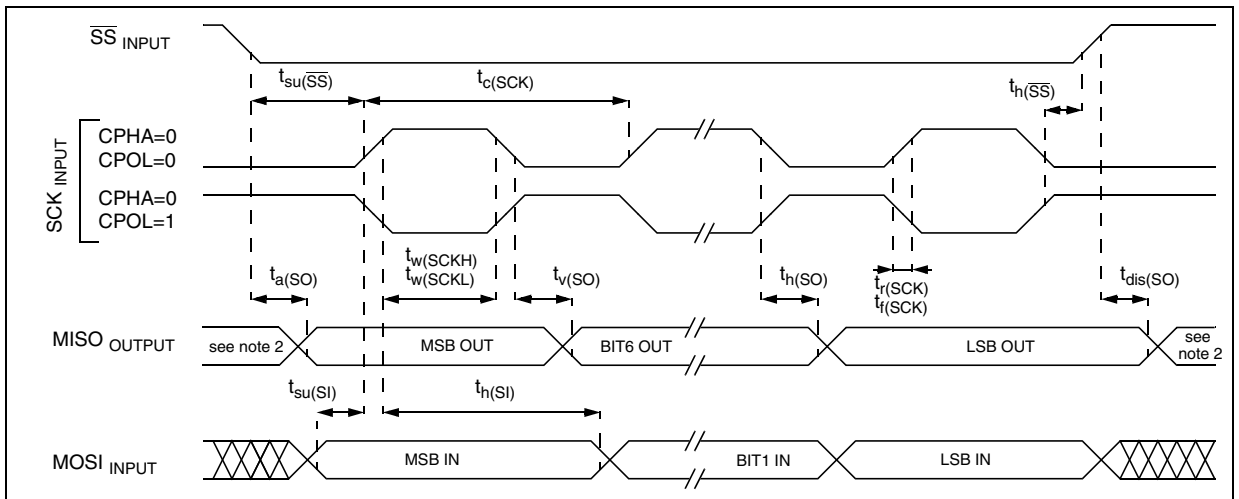 SS INPUT
tsu(SS)
tc(SCK)
th(SS)
SCK INPUT
CPHA=0
CPOL=0
CPHA=0
CPOL=1
ta(SO)
tw(SCKH)
tw(SCKL)
tv(SO)
th(SO)
tr(SCK)
tf(SCK)
tdis(SO)
MISO OUTPUT
see note 2
MSB OUT
BIT6 OUT
LSB OUT
see
note 2
tsu(SI)
th(SI)
MOSI INPUT
MSB IN
BIT1 IN
LSB IN